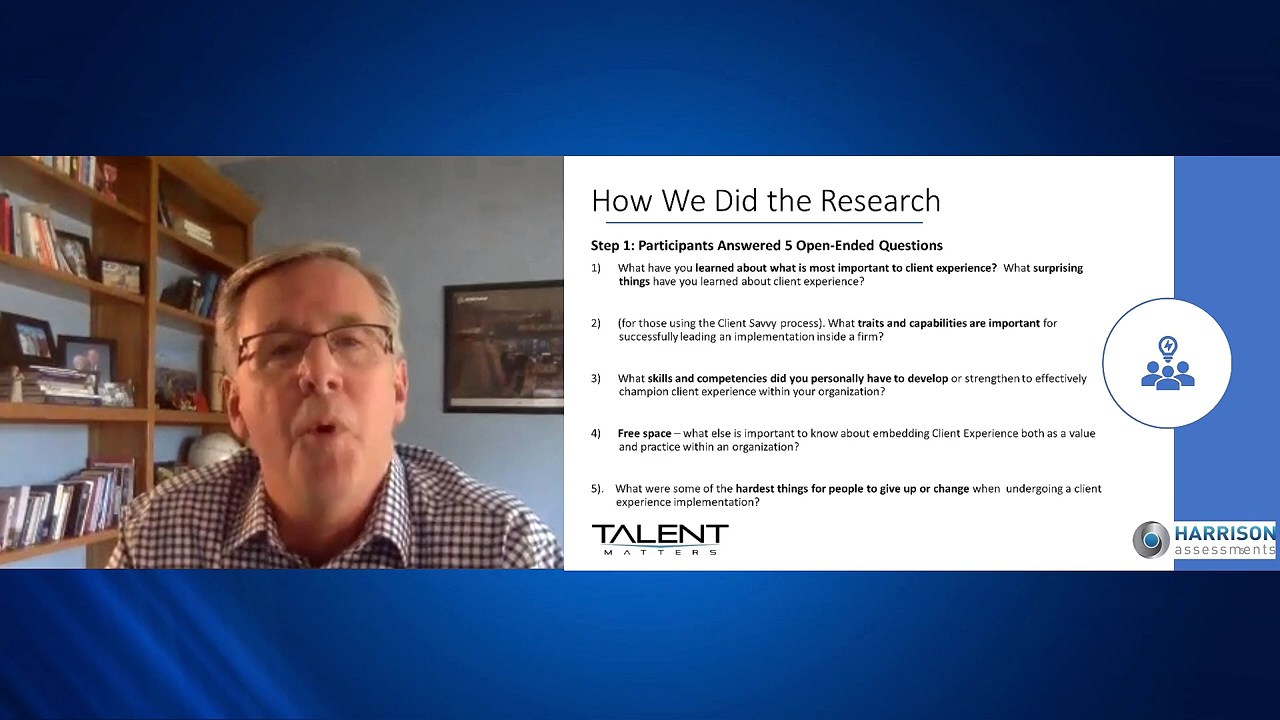 How We Did the Research
Step 1: Participants Answered 5 Open-Ended Questions
1) What have you learned about what is most important to client experience? What surprising
things have you learned about client experience?
2) (for those using the Client Savvy process). What traits and capabilities are important for
successfully leading an implementation inside a firm?
3) What skills and competencies did you personally have to develop or strengthen to effectively
champion client experience within your organization?
4) Free space – what else is important to know about embedding Client Experience both as a value
and practice within an organization?
5). What were some of the hardest things for people to give up or change when undergoing a client
experience implementation?
TALENT
MATTERS
HARRISON
assessments